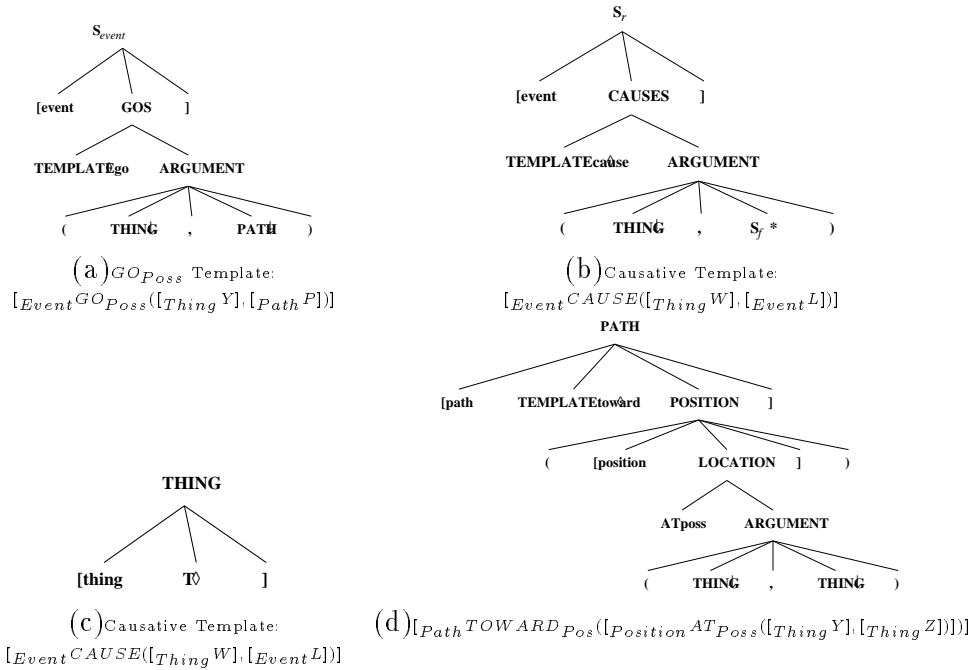 S_event
[event GOS ]
TEMPLATEgo◊ ARGUMENT
( THING↓ , PATH↓ )
(a) GO_Poss Template:
[_Event GO_Poss([_Thing Y], [_Path P])]
S_r
[event CAUSES ]
TEMPLATEcause◊ ARGUMENT
( THING↓ , S_f * )
(b) Causative Template:
[_Event CAUSE([_Thing W], [_Event L])]
THING
[thing T◊ ]
(c) Causative Template:
[_Event CAUSE([_Thing W], [_Event L])]
PATH
[path TEMPLATEtoward◊ POSITION ]
( [position LOCATION ] )
ATposs ARGUMENT
( THING↓ , THING↓ )
(d) [_Path TOWARD_Pos([_Position AT_Poss([_Thing Y], [_Thing Z])])]